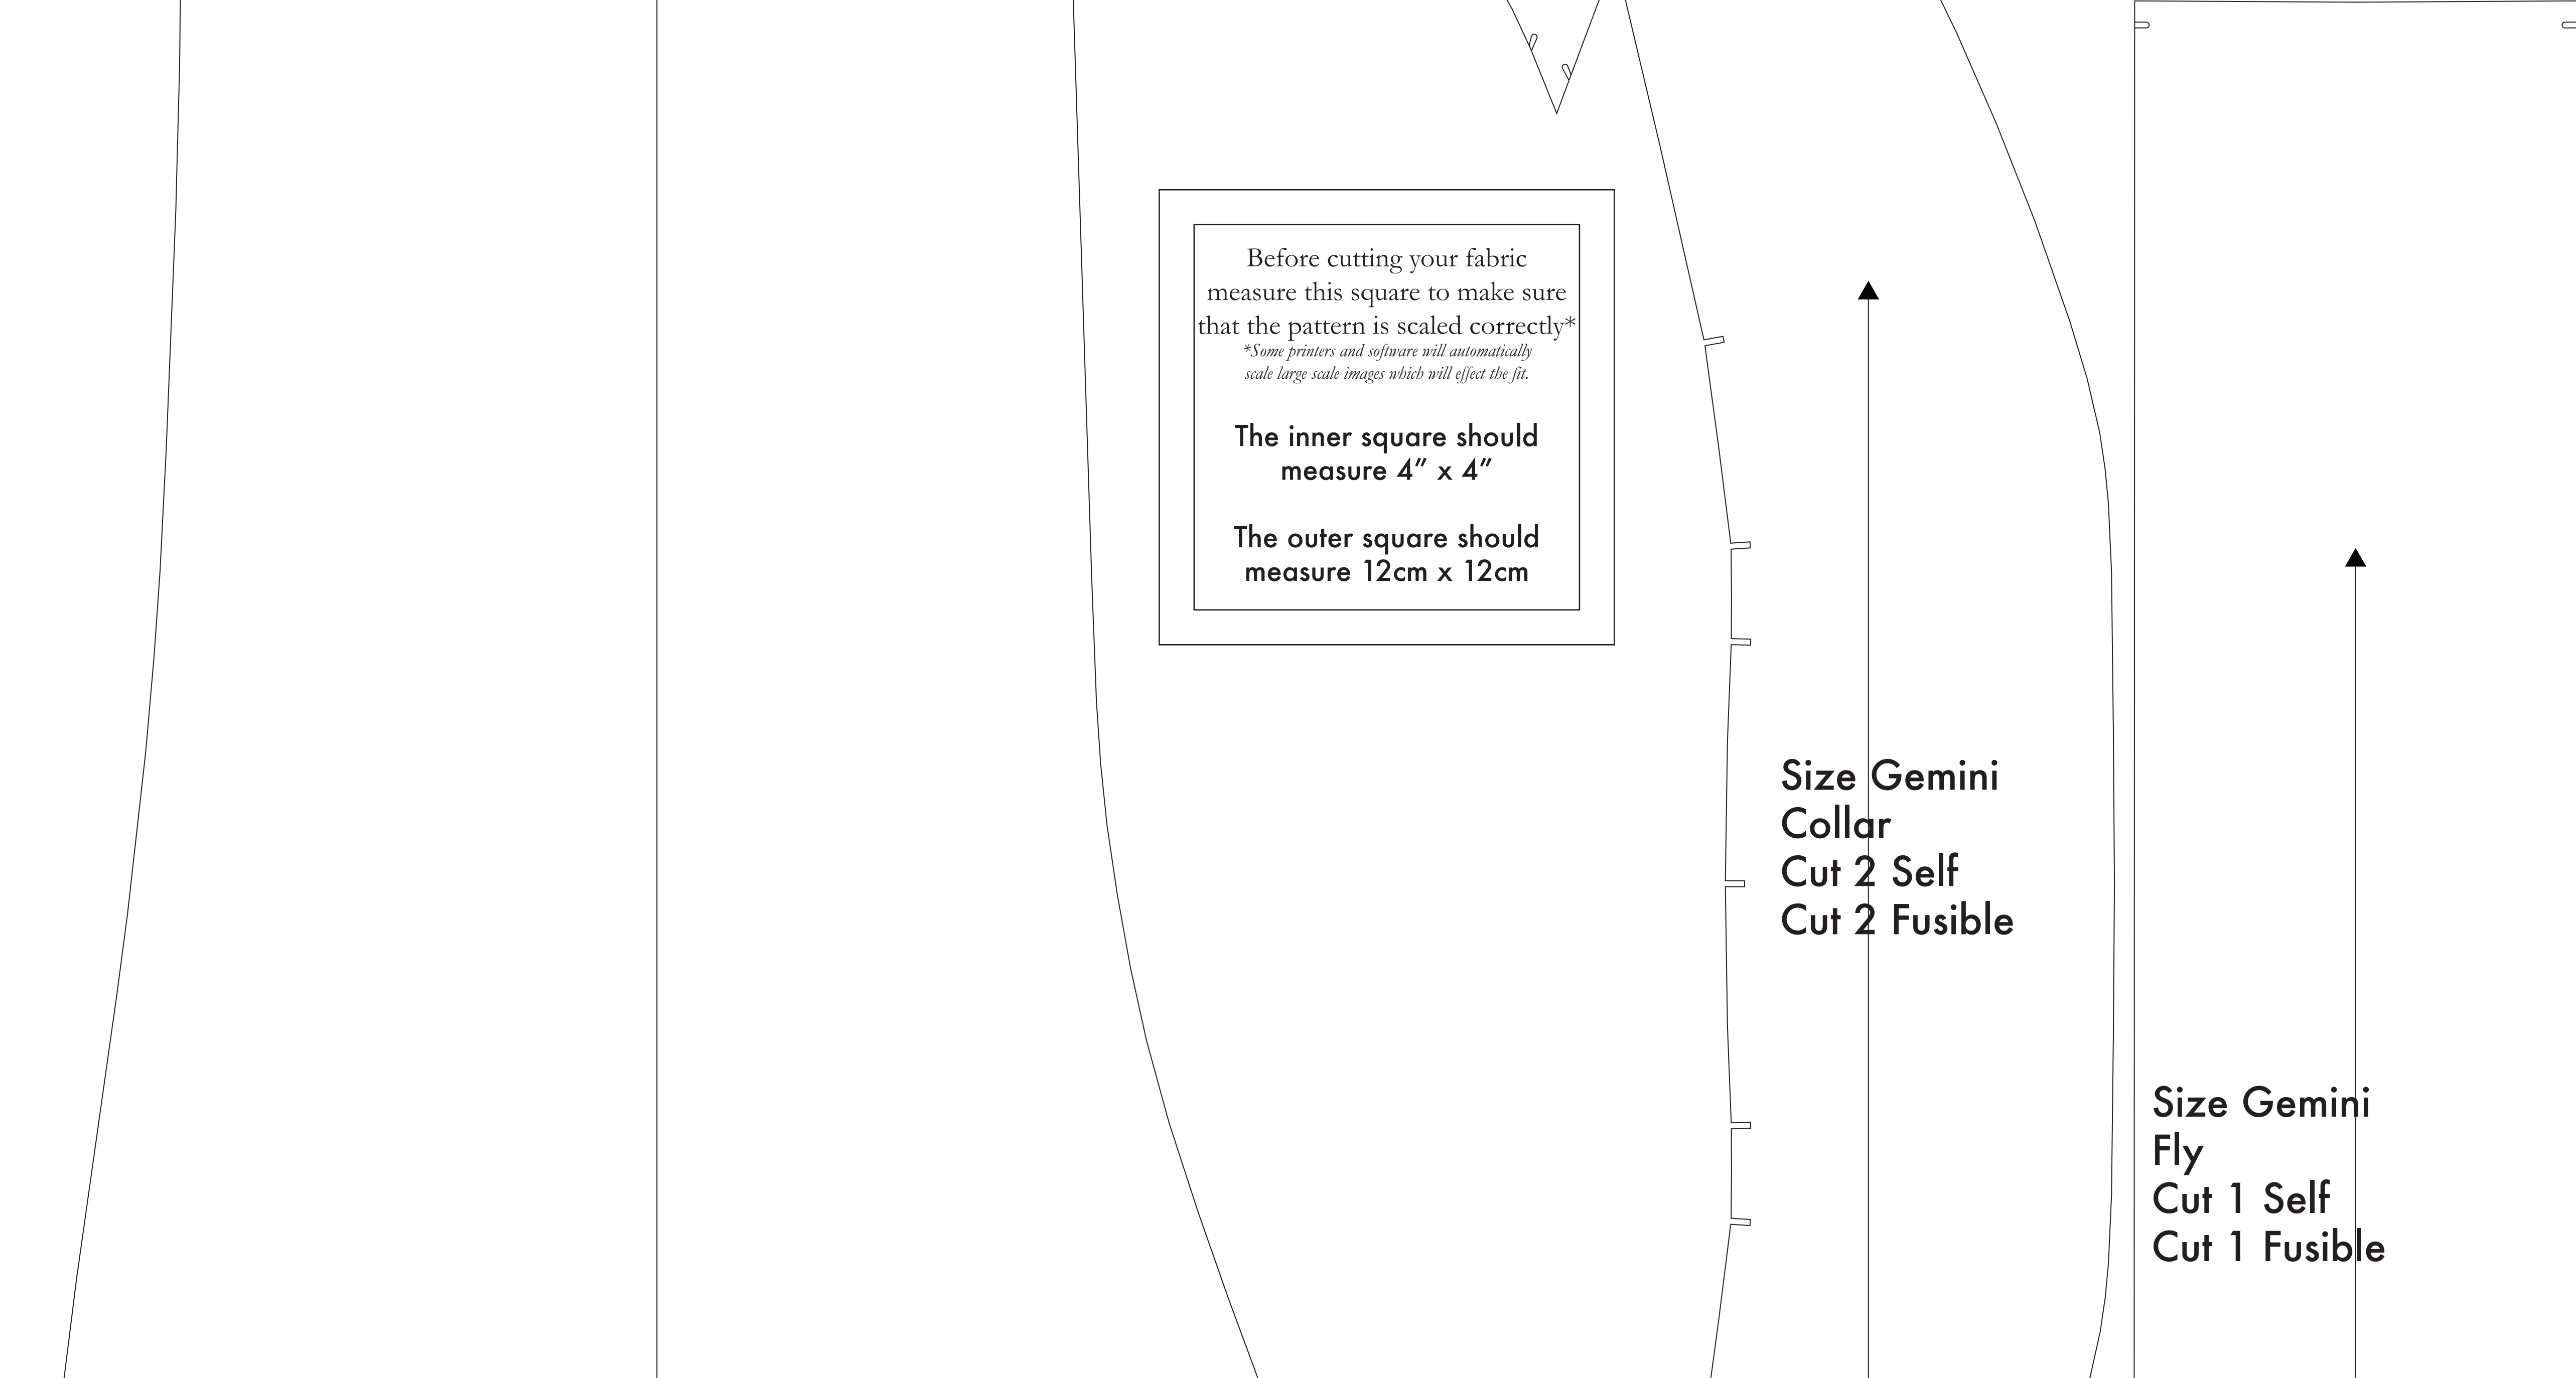 Before cutting your fabric
measure this square to make sure
that the pattern is scaled correctly*
*Some printers and software will automatically
scale large scale images which will effect the fit.
The inner square should
measure 4” x 4”
The outer square should
measure 12cm x 12cm
Size Gemini
Collar
Cut 2 Self
Cut 2 Fusible
Size Gemini
Fly
Cut 1 Self
Cut 1 Fusible